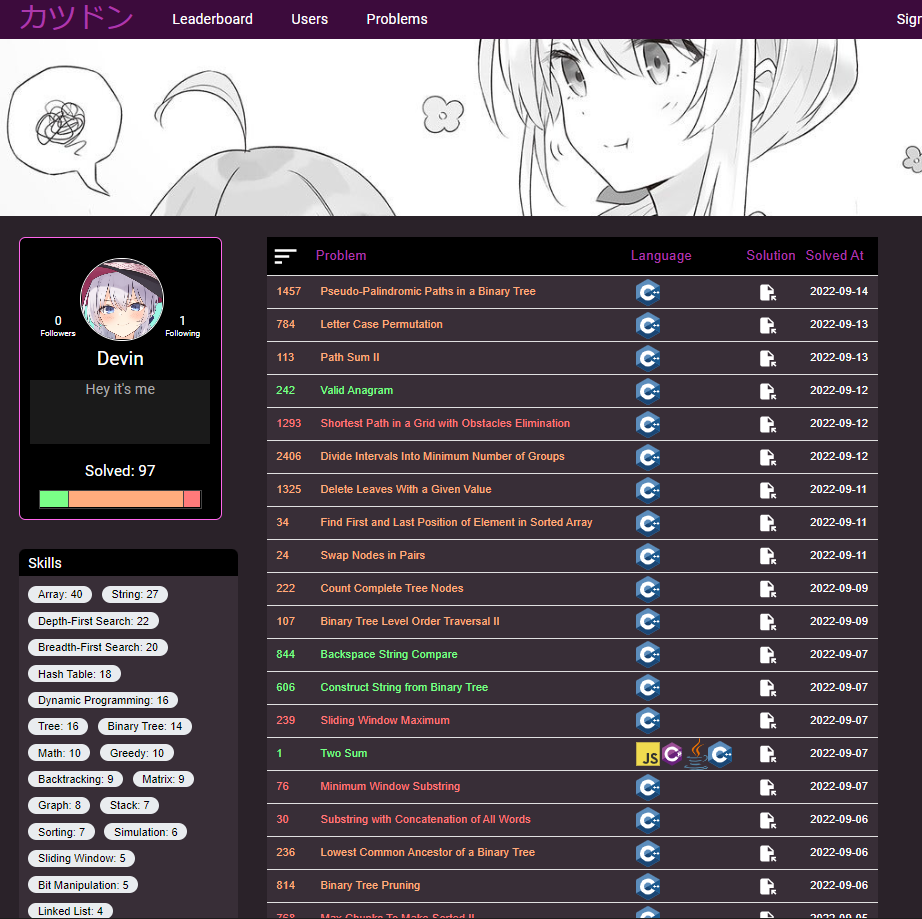 カツドン Leaderboard Users Problems Sign
0 1
Followers Following
Devin
Hey it's me
Solved: 97
Skills
Array: 40 String: 27
Depth-First Search: 22
Breadth-First Search: 20
Hash Table: 18
Dynamic Programming: 16
Tree: 16 Binary Tree: 14
Math: 10 Greedy: 10
Backtracking: 9 Matrix: 9
Graph: 8 Stack: 7
Sorting: 7 Simulation: 6
Sliding Window: 5
Bit Manipulation: 5
Linked List: 4
Problem Language Solution Solved At
1457 Pseudo-Palindromic Paths in a Binary Tree C++ 2022-09-14
784 Letter Case Permutation C++ 2022-09-13
113 Path Sum II C++ 2022-09-13
242 Valid Anagram C++ 2022-09-12
1293 Shortest Path in a Grid with Obstacles Elimination C++ 2022-09-12
2406 Divide Intervals Into Minimum Number of Groups C++ 2022-09-12
1325 Delete Leaves With a Given Value C++ 2022-09-11
34 Find First and Last Position of Element in Sorted Array C++ 2022-09-11
24 Swap Nodes in Pairs C++ 2022-09-11
222 Count Complete Tree Nodes C++ 2022-09-09
107 Binary Tree Level Order Traversal II C++ 2022-09-09
844 Backspace String Compare C++ 2022-09-07
606 Construct String from Binary Tree C++ 2022-09-07
239 Sliding Window Maximum C++ 2022-09-07
1 Two Sum JS C Java C++ 2022-09-07
76 Minimum Window Substring C++ 2022-09-07
30 Substring with Concatenation of All Words C++ 2022-09-06
236 Lowest Common Ancestor of a Binary Tree C++ 2022-09-06
814 Binary Tree Pruning C++ 2022-09-06
768 Max Chunks To Make Sorted II 2022-09-05